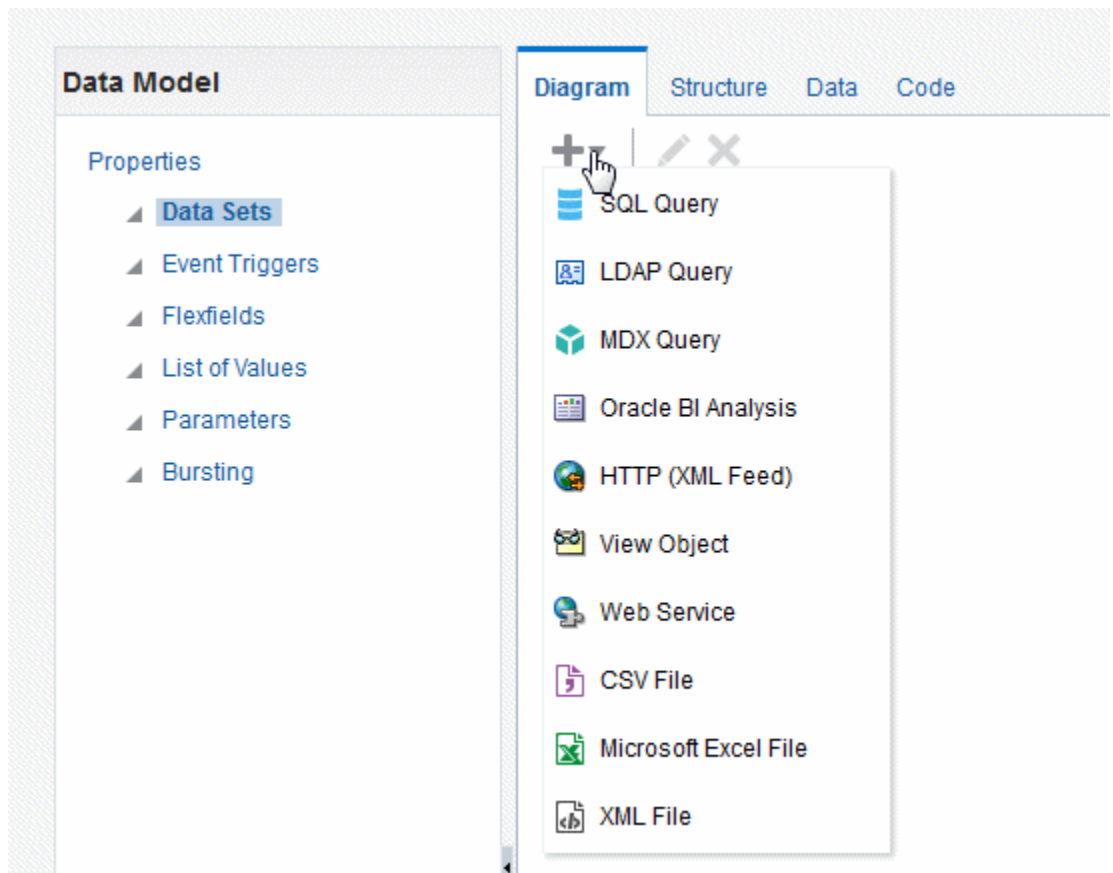 Data Model
Properties
Data Sets
Event Triggers
Flexfields
List of Values
Parameters
Bursting
Diagram Structure Data Code
SQL Query
LDAP Query
MDX Query
Oracle BI Analysis
HTTP (XML Feed)
View Object
Web Service
CSV File
Microsoft Excel File
XML File